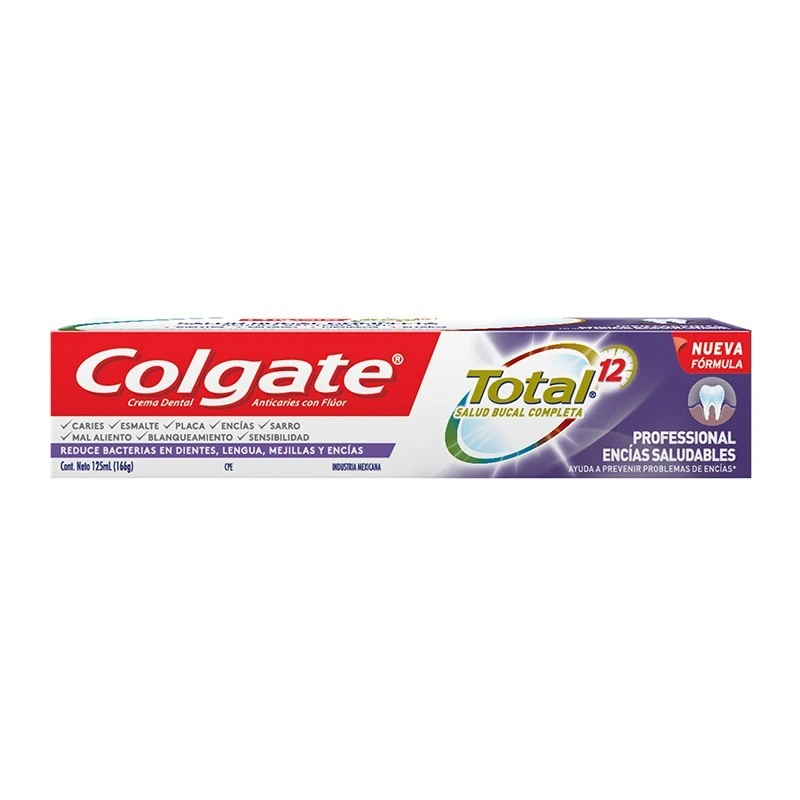 Colgate®
Crema Dental Anticaries con Flúor
✓CARIES ✓ESMALTE ✓PLACA ✓ENCÍAS ✓SARRO
✓MAL ALIENTO ✓BLANQUEAMIENTO ✓SENSIBILIDAD
REDUCE BACTERIAS EN DIENTES, LENGUA, MEJILLAS Y ENCÍAS
Cont. Neto 125mL (166g) CPE INDUSTRIA MEXICANA
Total® 12
SALUD BUCAL COMPLETA
NUEVA
FÓRMULA
PROFESSIONAL
ENCÍAS SALUDABLES
AYUDA A PREVENIR PROBLEMAS DE ENCÍAS*